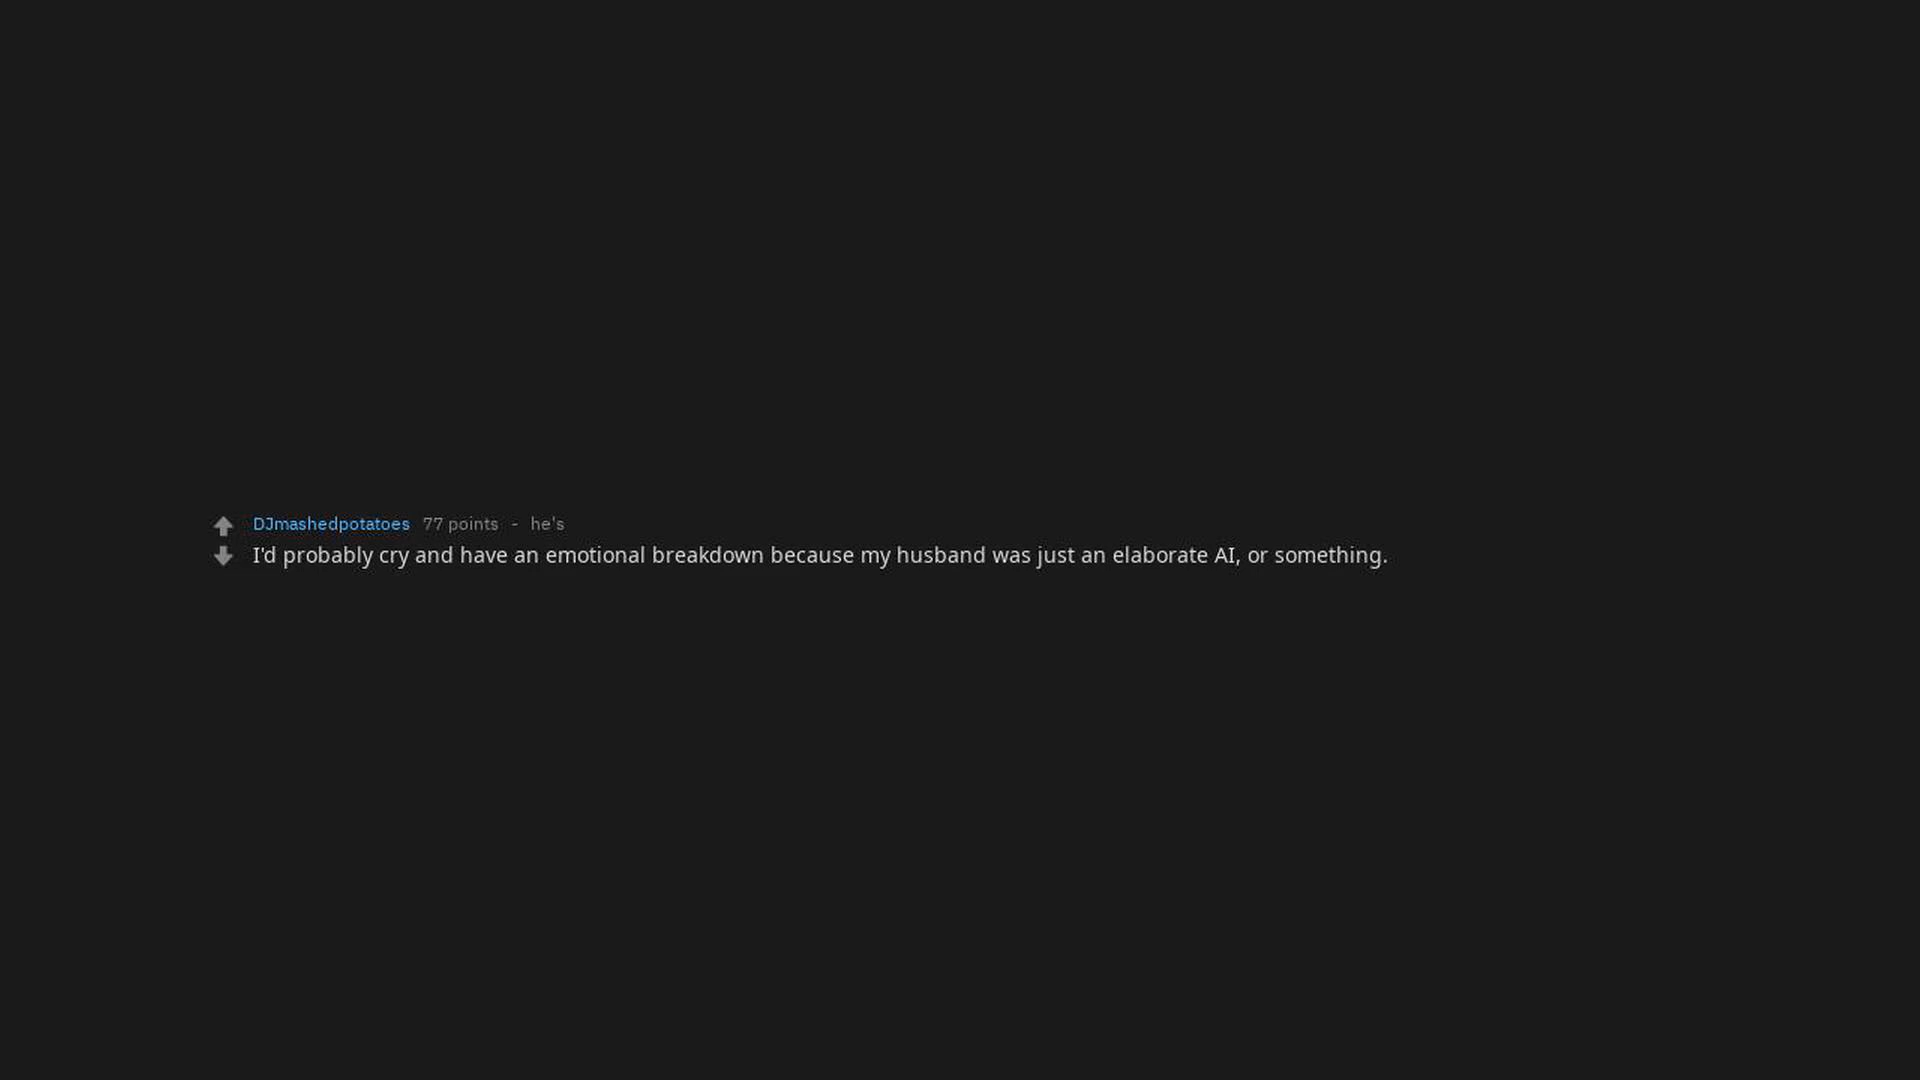 DJmashedpotatoes 77 points - he's
I'd probably cry and have an emotional breakdown because my husband was just an elaborate AI, or something.